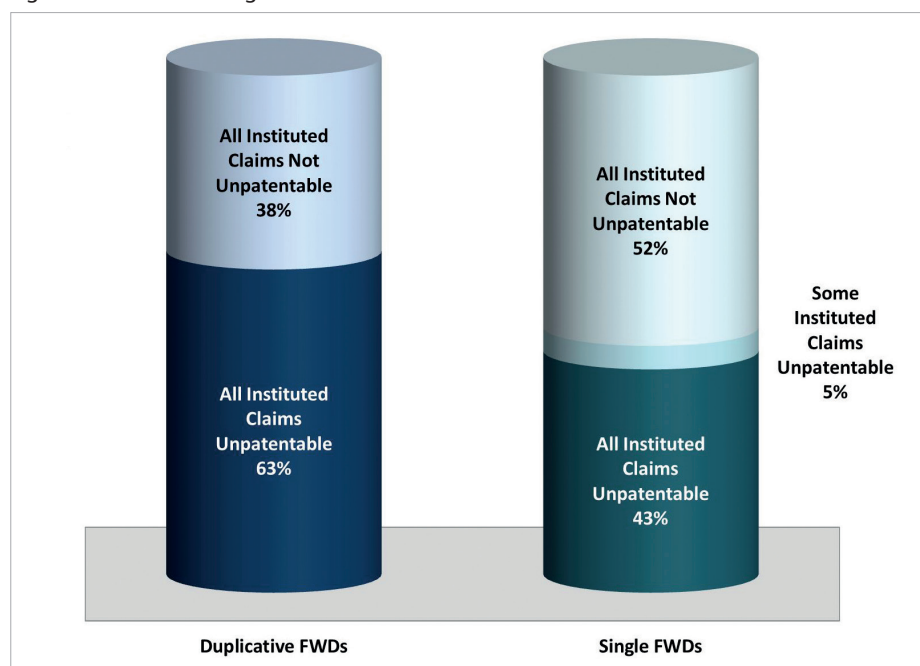 All Instituted
Claims Not
Unpatentable
38%
All Instituted
Claims
Unpatentable
63%
All Instituted
Claims Not
Unpatentable
52%
Some
Instituted
Claims
Unpatentable
5%
All Instituted
Claims
Unpatentable
43%
Duplicative FWDs
Single FWDs